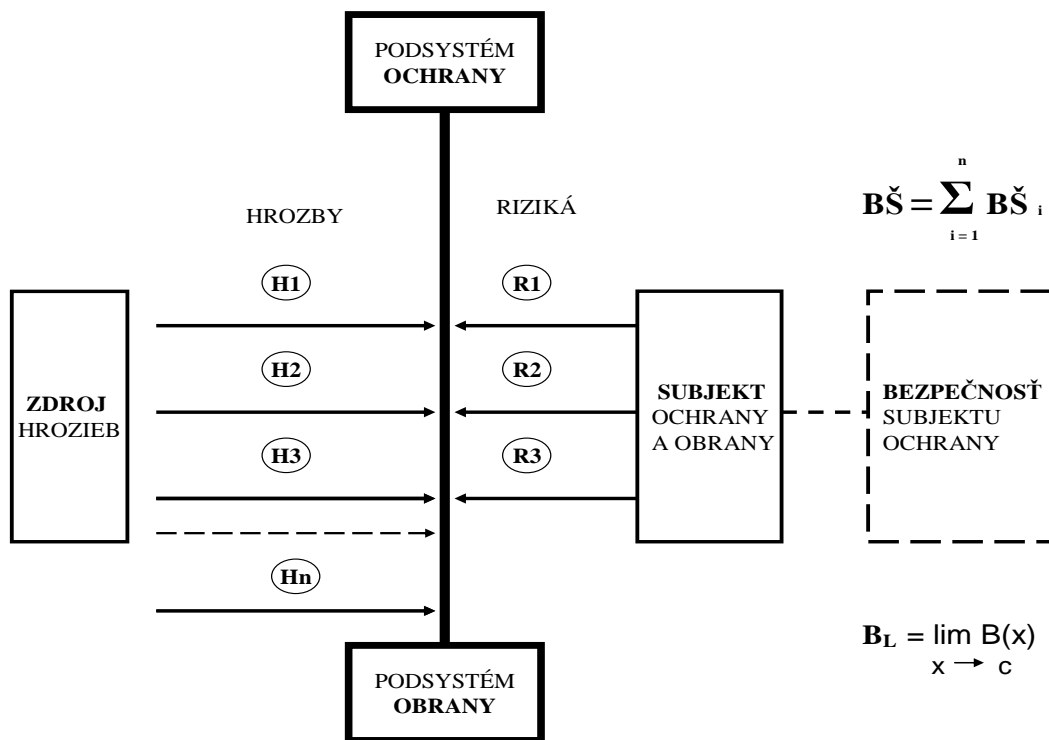 PODSYSTÉM
OCHRANY
HROZBY
RIZIKÁ
n
BŠ = Σ BŠ i
i = 1
H1
R1
H2
R2
ZDROJ
HROZIEB
SUBJEKT
OCHRANY
A OBRANY
BEZPEČNOSŤ
SUBJEKTU
OCHRANY
H3
R3
Hn
BL = lim B(x)
x → c
PODSYSTÉM
OBRANY